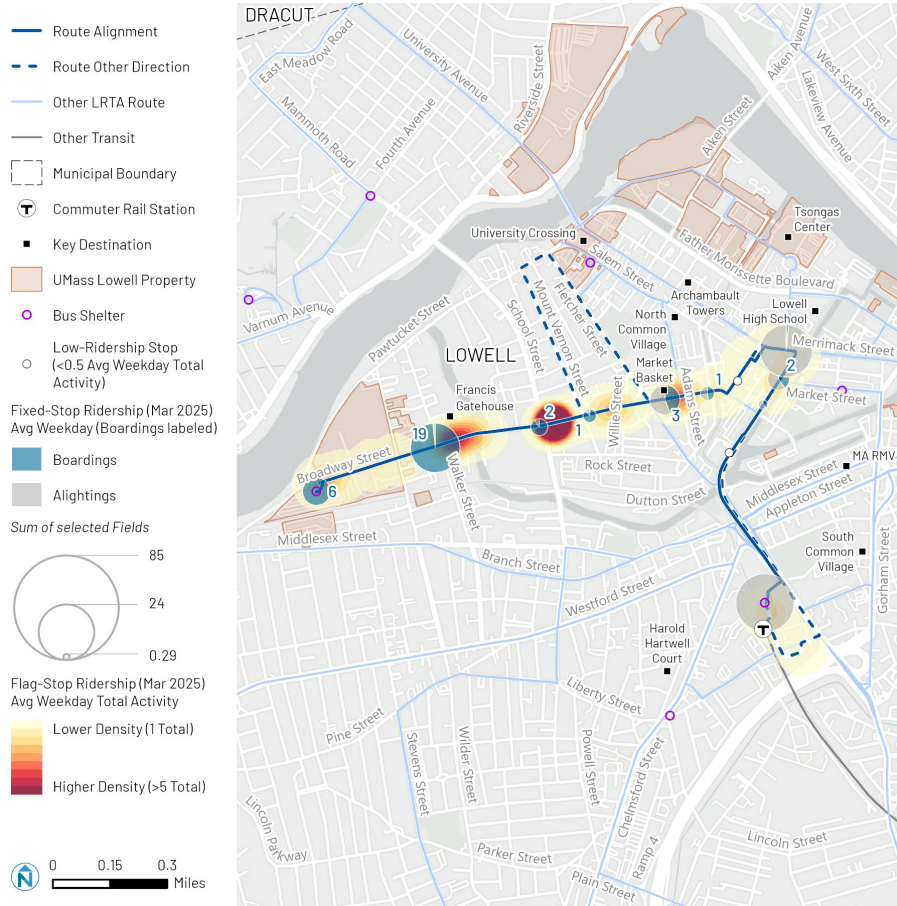 Route Alignment
Route Other Direction
Other LRTA Route
Other Transit
Municipal Boundary
T
Commuter Rail Station
Key Destination
UMass Lowell Property
Bus Shelter
Low-Ridership Stop
(<0.5 Avg Weekday Total
Activity)
Fixed-Stop Ridership (Mar 2025)
Avg Weekday (Boardings labeled)
Boardings
Alightings
Sum of selected Fields
85
24
0.29
Flag-Stop Ridership (Mar 2025)
Avg Weekday Total Activity
Lower Density (1 Total)
Higher Density (>5 Total)
N
0
0.15
0.3
Miles
DRACUT
East Meadow Road
University Avenue
Riverside Street
Aiken Avenue
West Sixth Street
Lakeview Avenue
Mammoth Road
Fourth Avenue
Aiken Street
University Crossing
Salem Street
Tsongas
Center
Father Morissette Boulevard
Varnum Avenue
Pawtucket Street
School Street
Mount Vernon Street
Fletcher Street
Archambault
Towers
Lowell
High School
North
Common
Village
Merrimack Street
LOWELL
Market
Basket
Adams Street
1
2
Market Street
Francis
Gatehouse
Willie Street
3
2
1
19
Broadway Street
6
Walker Street
Rock Street
Dutton Street
Middlesex Street
Appleton Street
MA RMV
Middlesex Street
Branch Street
Westford Street
South
Common
Village
Gorham Street
T
Harold
Hartwell
Court
Liberty Street
Pine Street
Stevens Street
Wilder Street
Powell Street
Chelmsford Street
Ramp 4
Lincoln Parkway
Parker Street
Lincoln Street
Plain Street